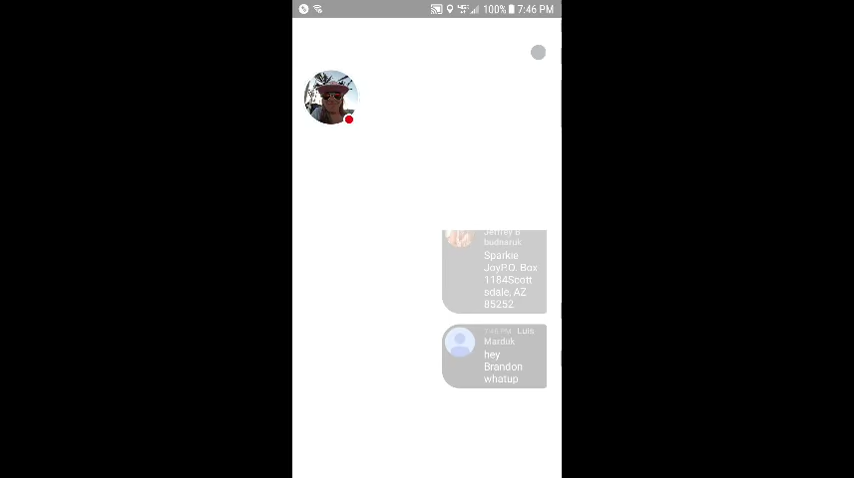 100% 7:46 PM
Jeffrey B
budnaruk
Sparkie
JoyP.O. Box
1184Scott
sdale, AZ
85252.
7:46 PM Luis
Marduk
hey
Brandon
whatup